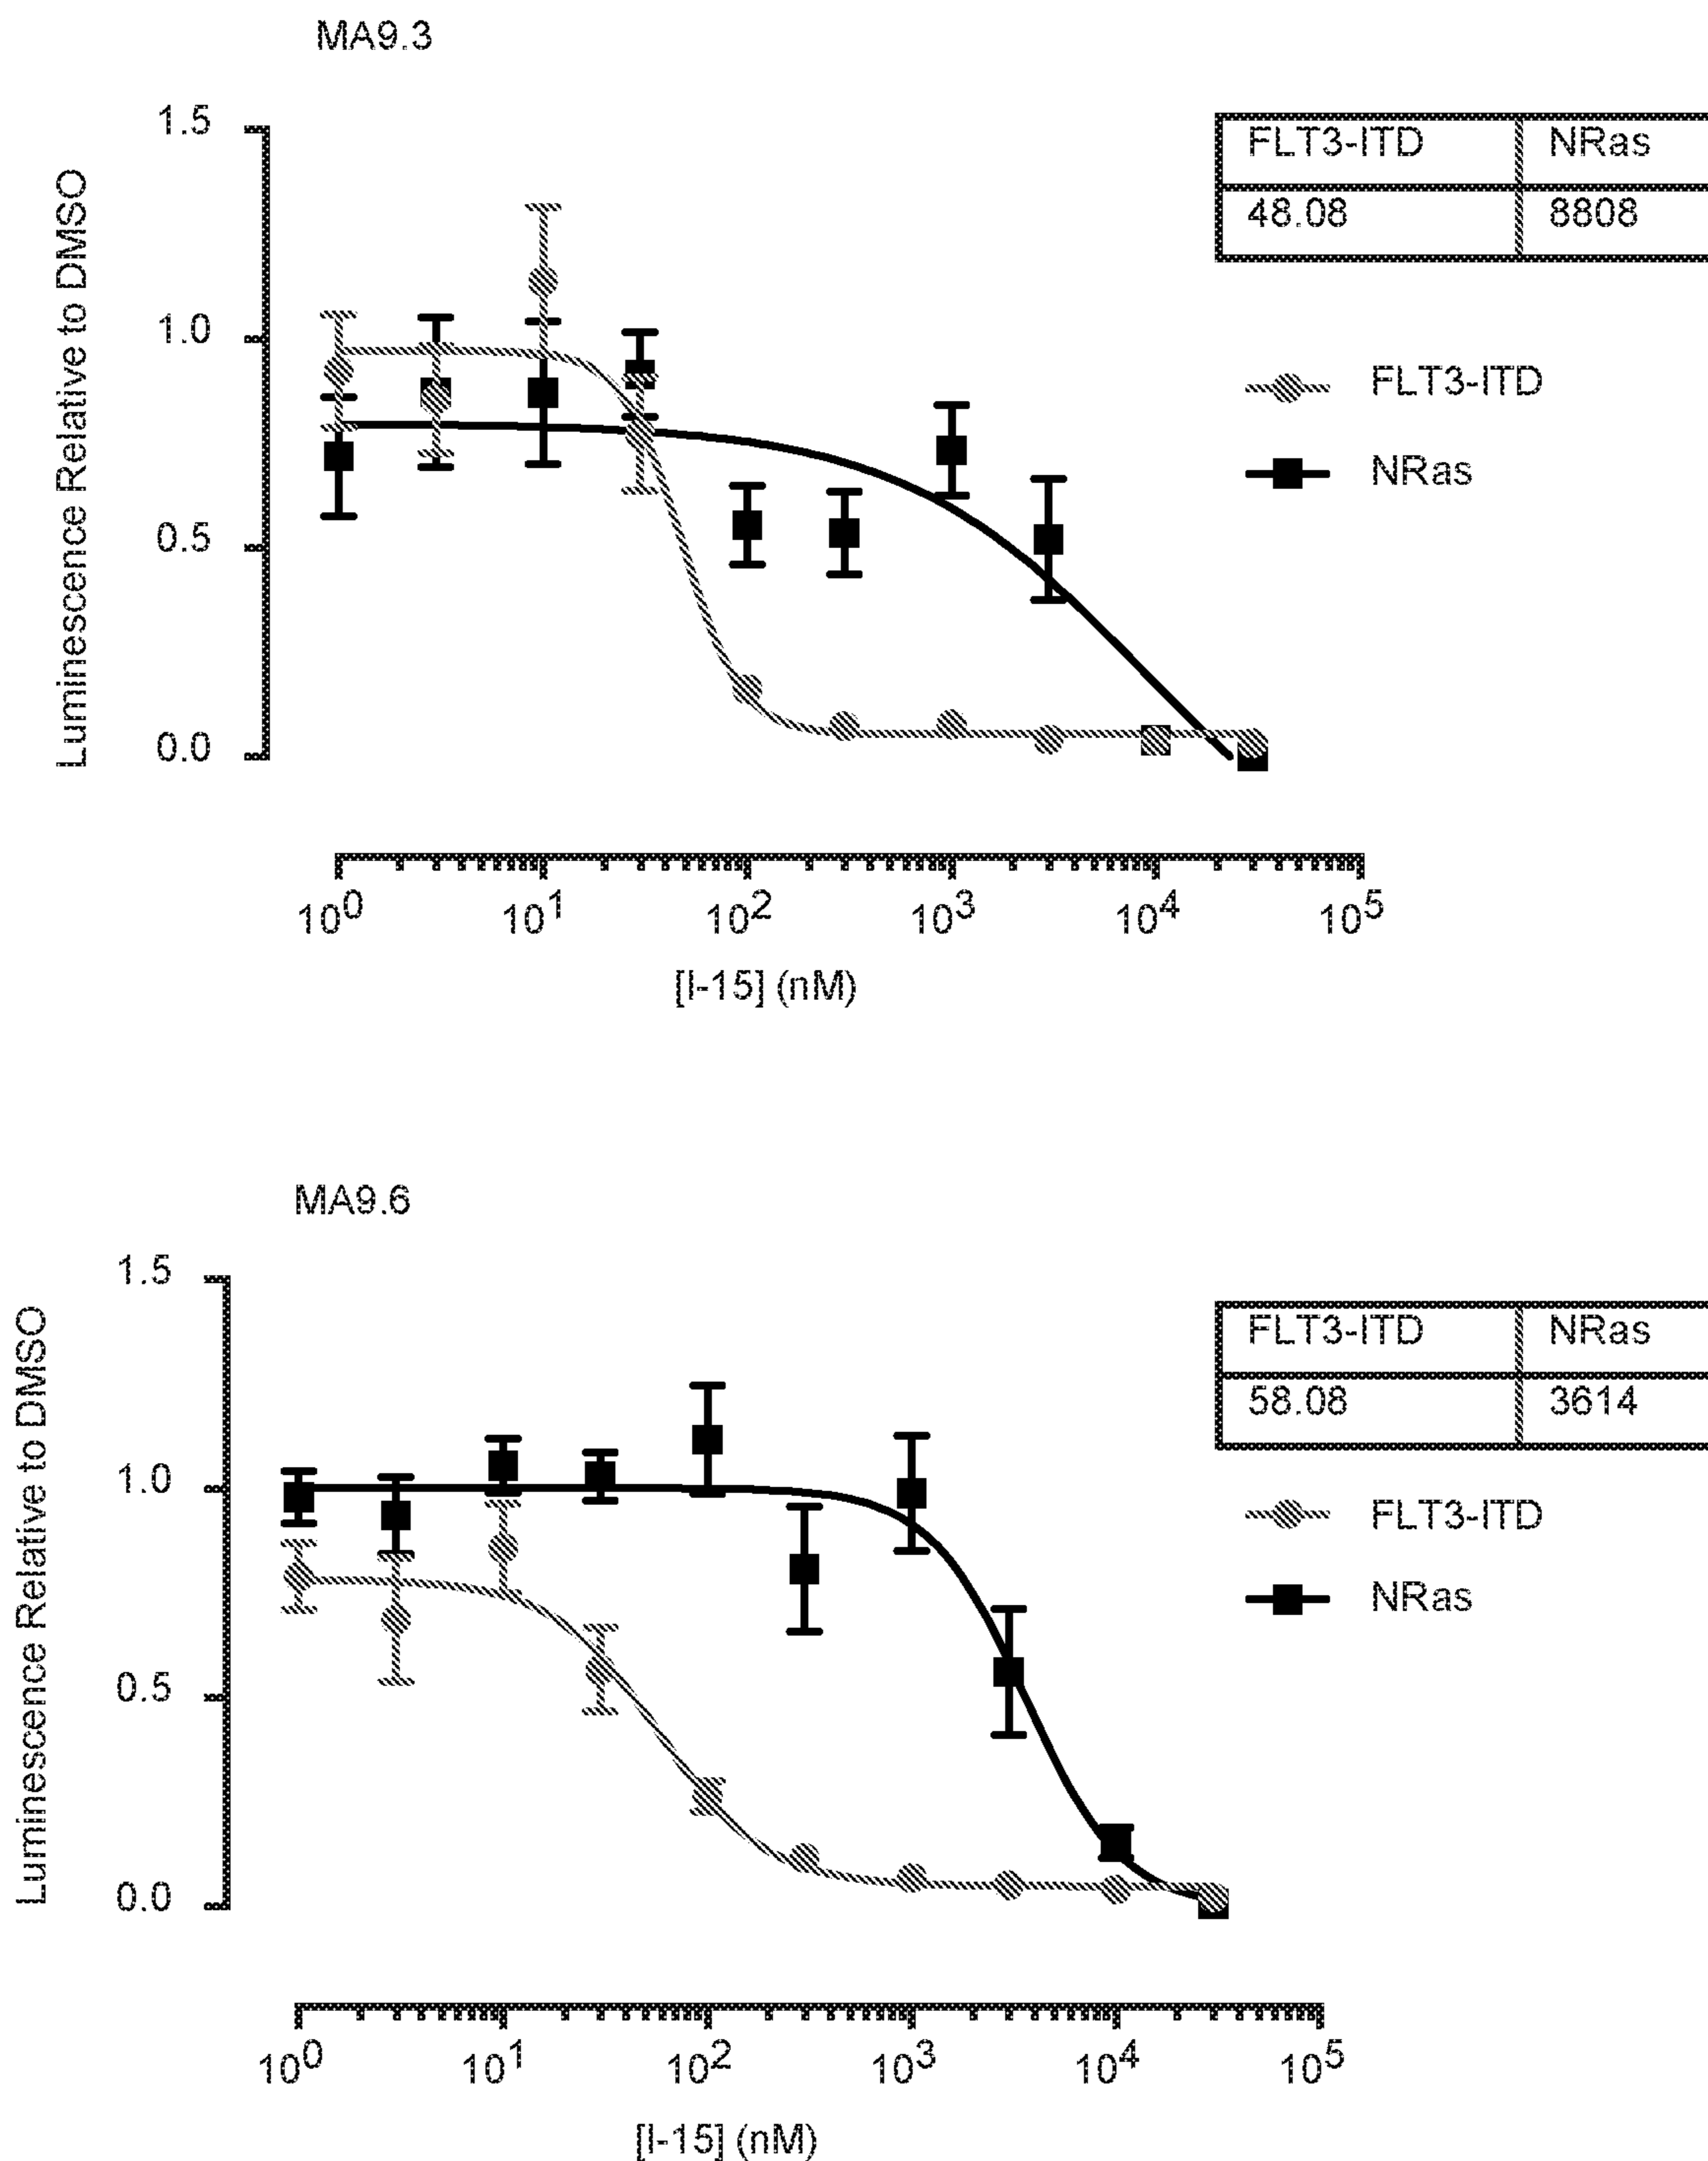 MA9.3
1.5
1.0
0.5
0.0
Luminescence Relative to DMSO
FLT3-ITD NRas
48.08 8808
FLT3-ITD
NRas
10^0 10^1 10^2 10^3 10^4 10^5
[I-15] (nM)
MA9.6
1.5
1.0
0.5
0.0
Luminescence Relative to DMSO
FLT3-ITD NRas
58.08 3614
FLT3-ITD
NRas
10^0 10^1 10^2 10^3 10^4 10^5
[I-15] (nM)